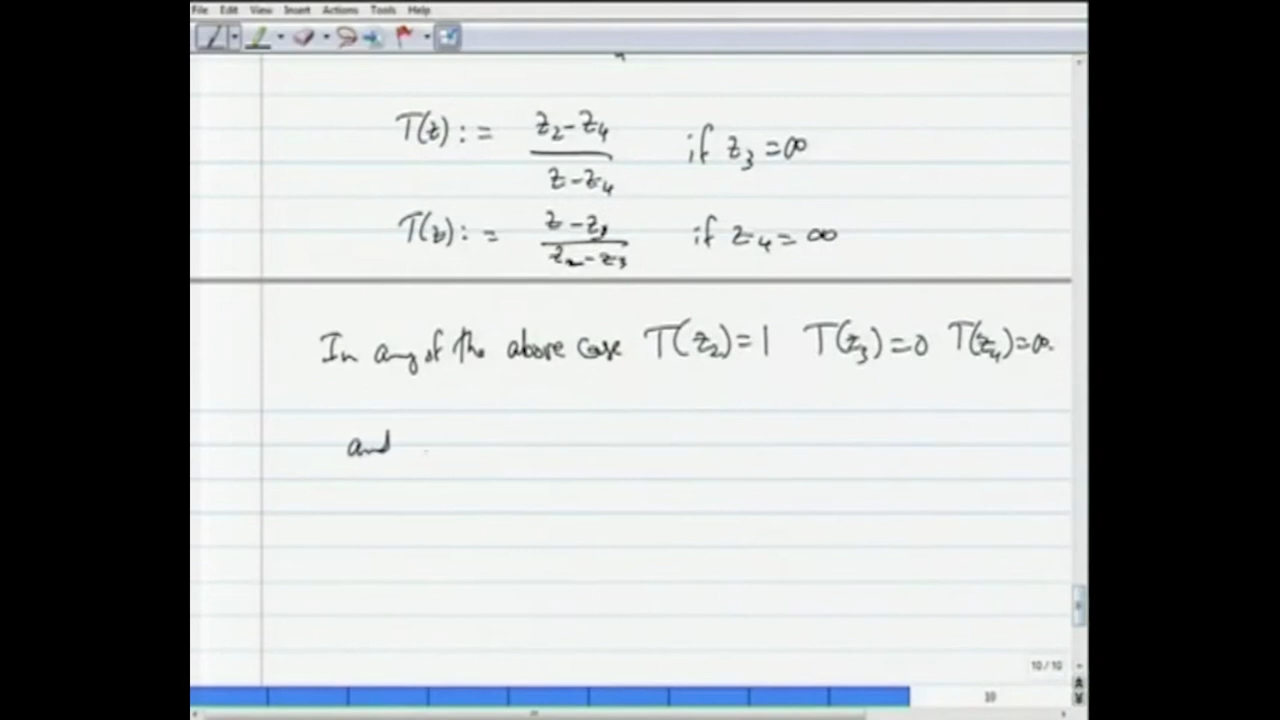 File Edit View Insert Actions Tools Help
T(z) := z₂-z₄ / z-z₄ if z₃ = ∞
T(z) := z-z₃ / z₂-z₃ if z₄ = ∞
In any of the above case T(z₂)=1 T(z₃)=0 T(z₄)=∞.
and
10 / 10
10